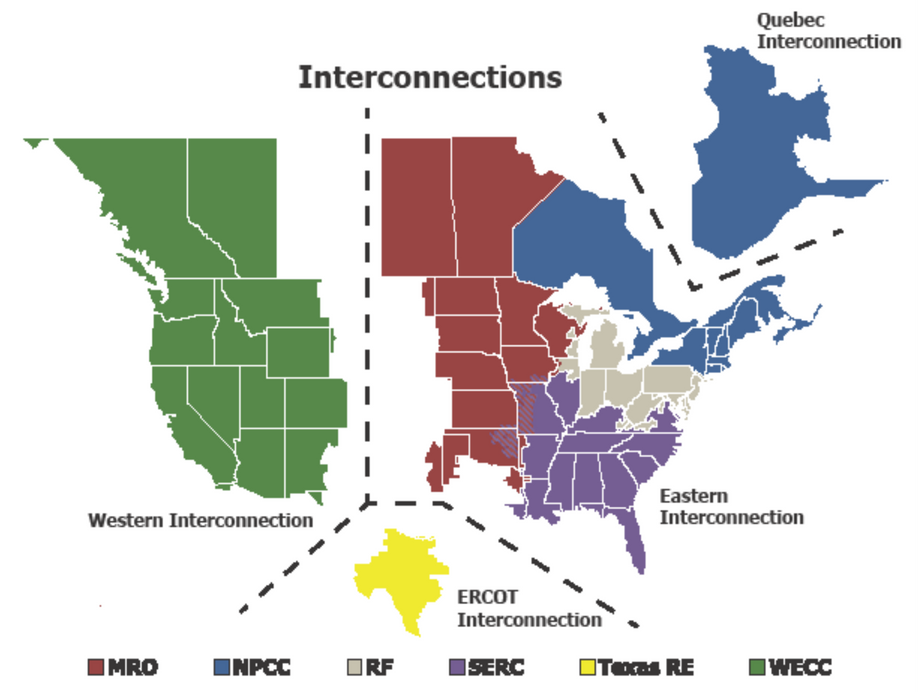 Quebec
Interconnection
Interconnections
Western Interconnection
Eastern
Interconnection
ERCOT
Interconnection
MRO
NPCC
RF
SERC
Texas RE
WECC